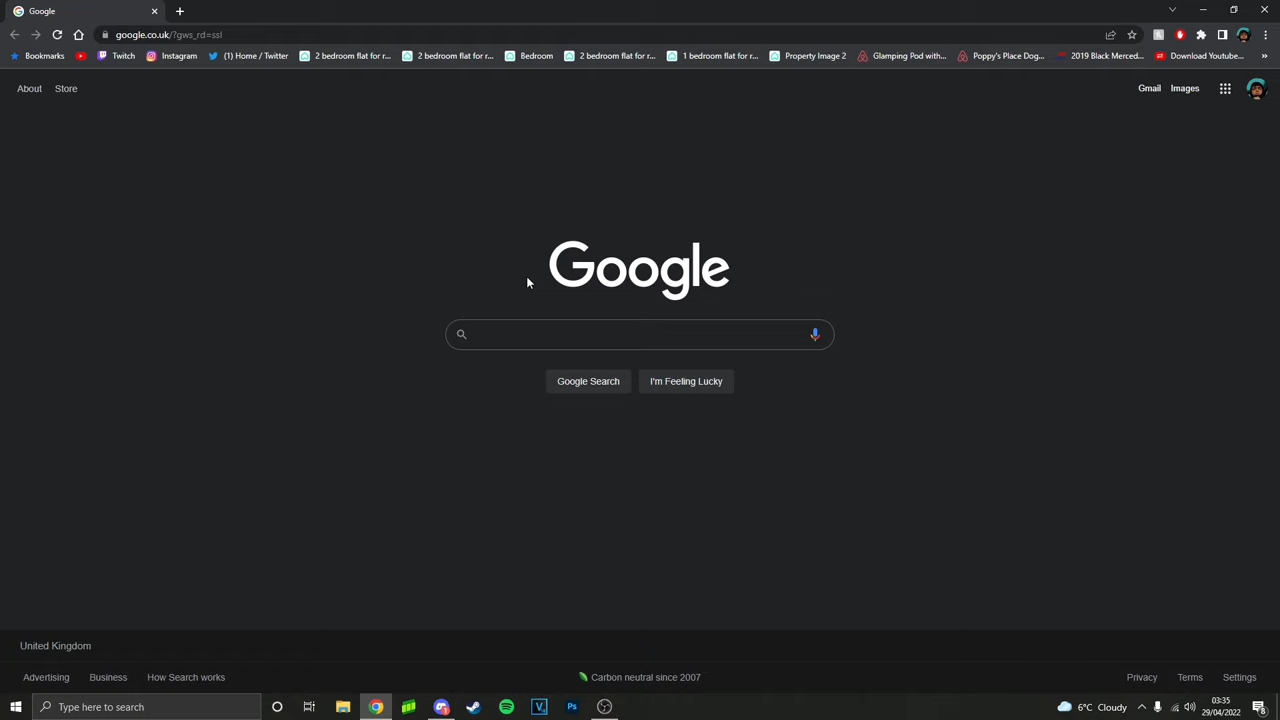 Google
google.co.uk/?gws_rd=ssl
Bookmarks
Twitch
Instagram
(1) Home / Twitter
2 bedroom flat for r...
2 bedroom flat for r...
Bedroom
2 bedroom flat for r...
1 bedroom flat for r...
Property Image 2
Glamping Pod with...
Poppy's Place Dog...
2019 Black Merced...
Download Youtube...
About
Store
Gmail
Images
Google
Google Search
I'm Feeling Lucky
United Kingdom
Advertising
Business
How Search works
Carbon neutral since 2007
Privacy
Terms
Settings
Type here to search
6°C Cloudy
03:35
29/04/2022